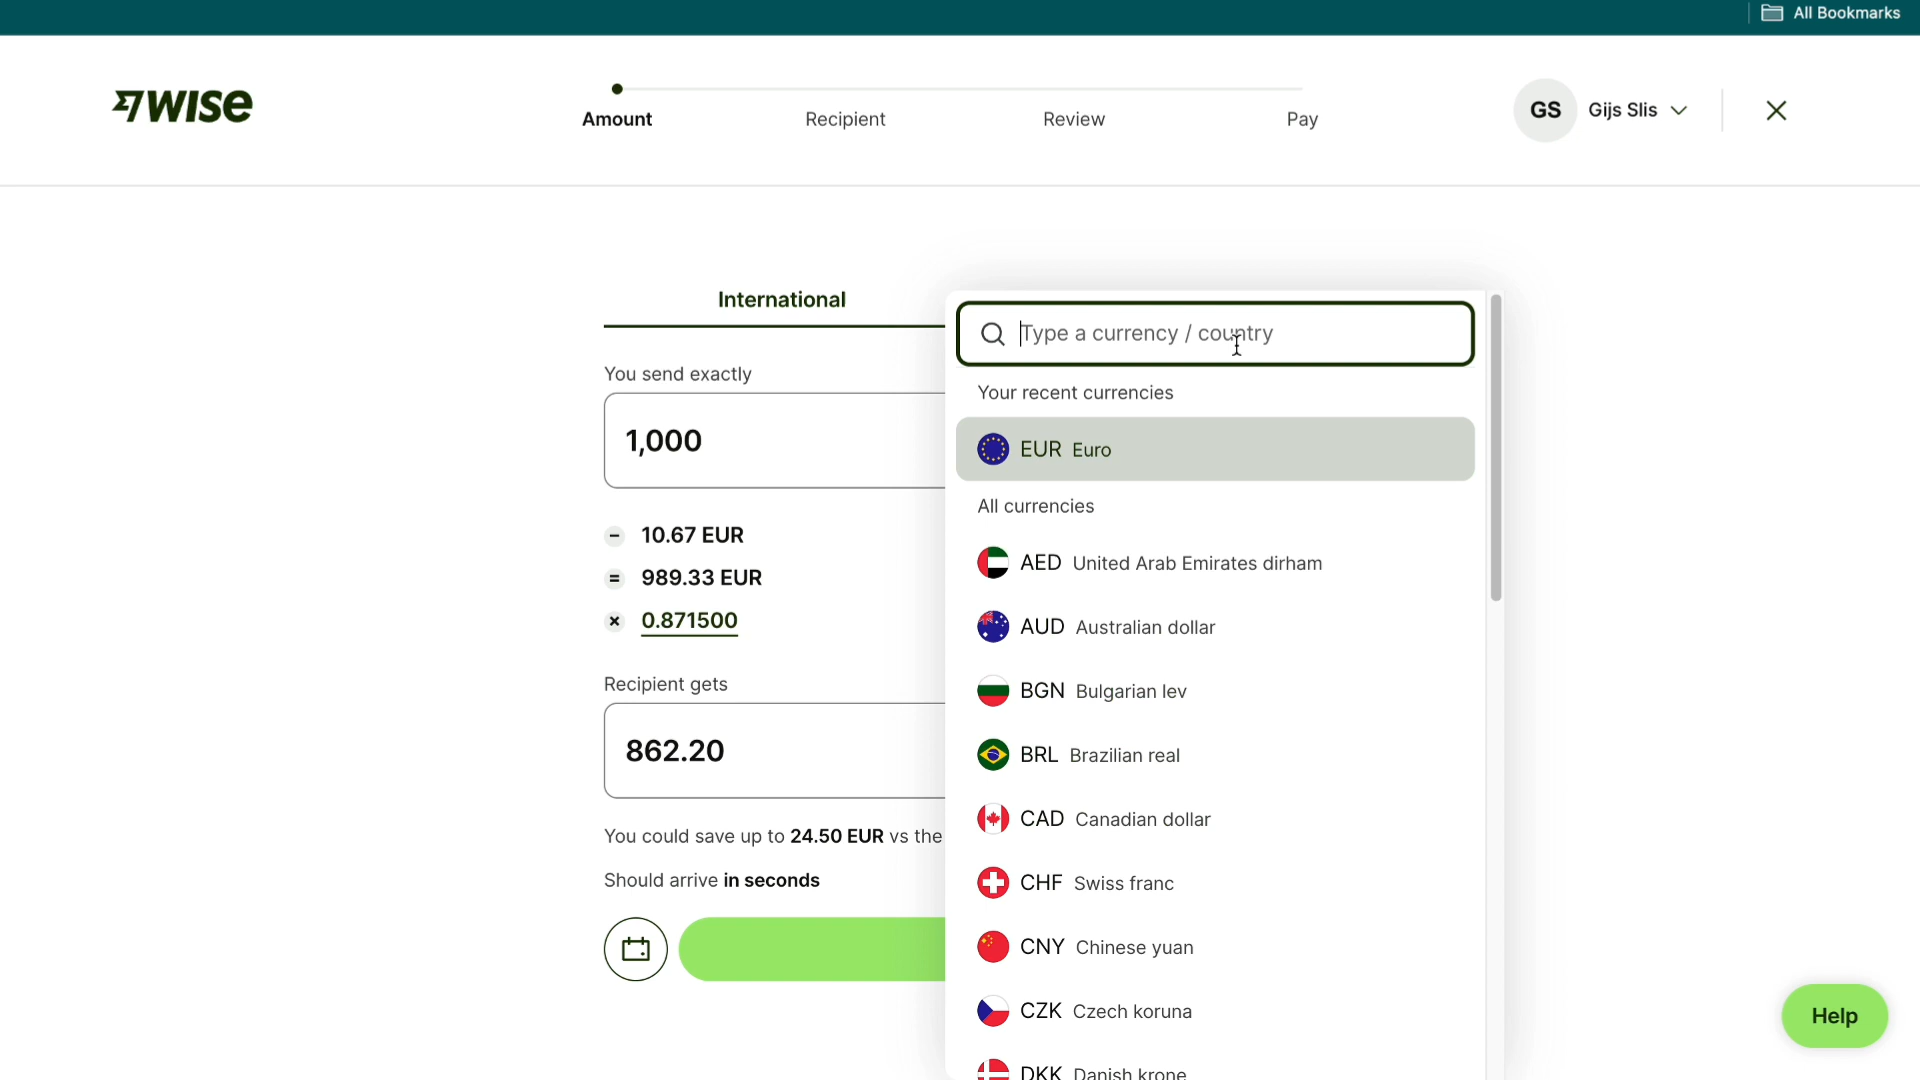 All Bookmarks
7WISE
Amount
Recipient
Review
Pay
GS
Gijs Slis
International
You send exactly
1,000
− 10.67 EUR
= 989.33 EUR
× 0.871500
Recipient gets
862.20
You could save up to 24.50 EUR vs the
Should arrive in seconds
Type a currency / country
Your recent currencies
EUR Euro
All currencies
AED United Arab Emirates dirham
AUD Australian dollar
BGN Bulgarian lev
BRL Brazilian real
CAD Canadian dollar
CHF Swiss franc
CNY Chinese yuan
CZK Czech koruna
DKK Danish krone
Help